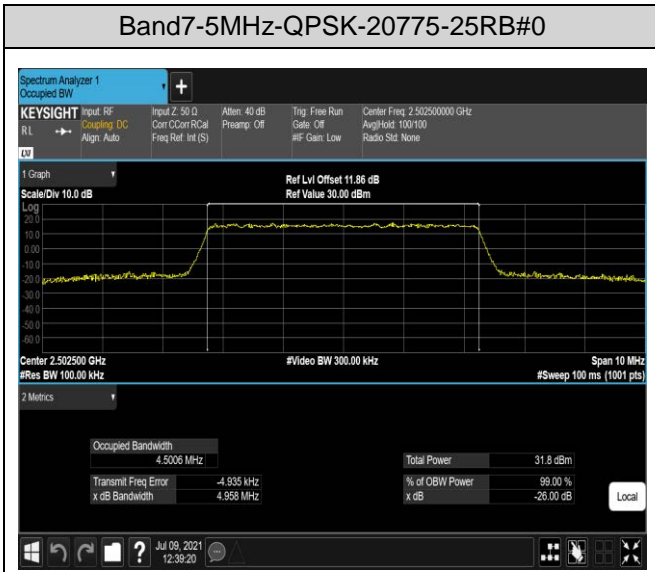 Band7-5MHz-QPSK-20775-25RB#0
Spectrum Analyzer 1
Occupied BW
+
KEYSIGHT Input: RF Input Z: 50 Ω Atten: 40 dB Trig: Free Run Center Freq: 2.502500000 GHz
RL Coupling: DC Corr CCorr RCal Preamp: Off Gate: Off Avg|Hold: 100/100
Align: Auto Freq Ref: Int (S) #IF Gain: Low Radio Std: None
LXI
1 Graph Ref Lvl Offset 11.86 dB
Scale/Div 10.0 dB Ref Value 30.00 dBm
Log
20.0
10.0
0.00
-10.0
-20.0
-30.0
-40.0
-50.0
-60.0
Center 2.502500 GHz #Video BW 300.00 kHz Span 10 MHz
#Res BW 100.00 kHz #Sweep 100 ms (1001 pts)
2 Metrics
Occupied Bandwidth
4.5006 MHz Total Power 31.8 dBm
Transmit Freq Error -4.935 kHz % of OBW Power 99.00 %
x dB Bandwidth 4.958 MHz x dB -26.00 dB
Local
? Jul 09, 2021
12:39:20